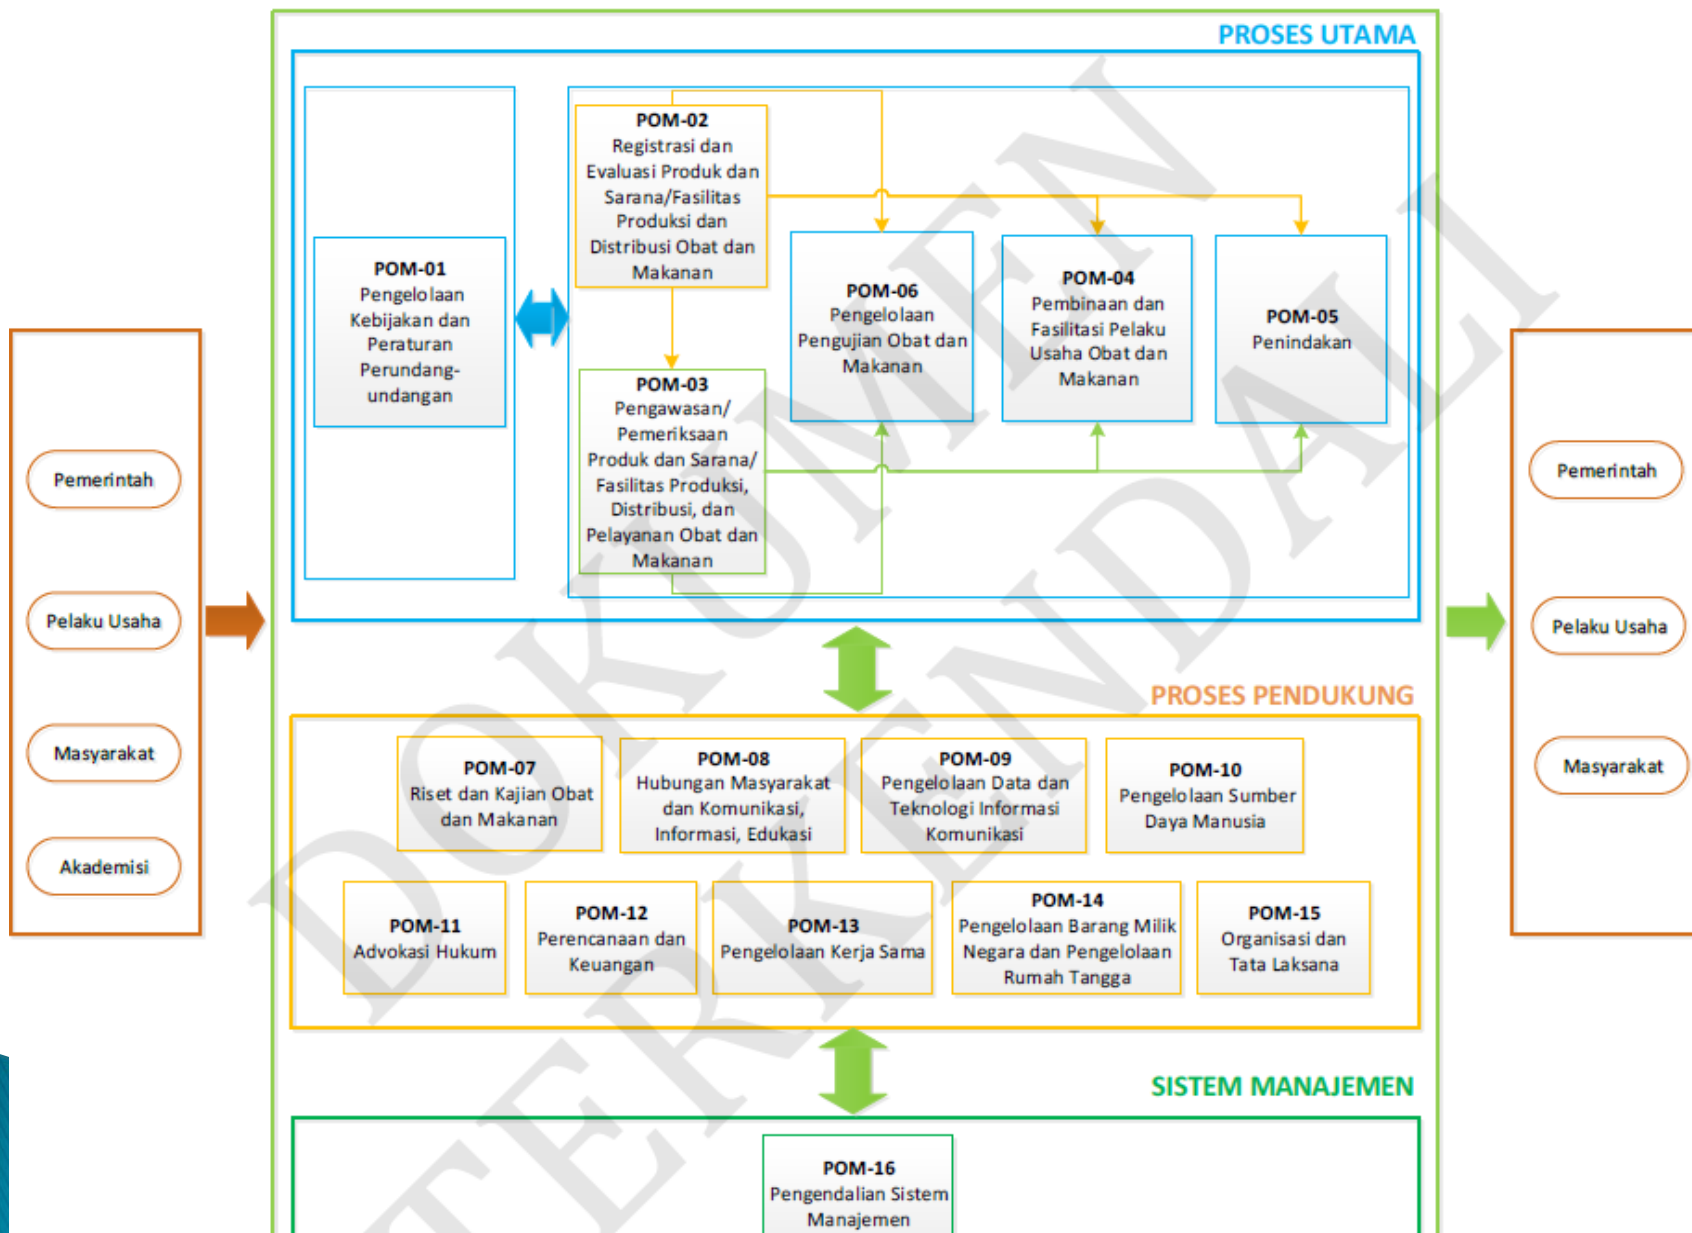 PROSES UTAMA
POM-01
Pengelolaan
Kebijakan dan
Peraturan
Perundang-
undangan
POM-02
Registrasi dan
Evaluasi Produk dan
Sarana/Fasilitas
Produksi dan
Distribusi Obat dan
Makanan
POM-03
Pengawasan/
Pemeriksaan
Produk dan Sarana/
Fasilitas Produksi,
Distribusi, dan
Pelayanan Obat dan
Makanan
POM-06
Pengelolaan
Pengujian Obat dan
Makanan
POM-04
Pembinaan dan
Fasilitasi Pelaku
Usaha Obat dan
Makanan
POM-05
Penindakan
Pemerintah
Pelaku Usaha
Masyarakat
Akademisi
Pemerintah
Pelaku Usaha
Masyarakat
PROSES PENDUKUNG
POM-07
Riset dan Kajian Obat
dan Makanan
POM-08
Hubungan Masyarakat
dan Komunikasi,
Informasi, Edukasi
POM-09
Pengelolaan Data dan
Teknologi Informasi
Komunikasi
POM-10
Pengelolaan Sumber
Daya Manusia
POM-11
Advokasi Hukum
POM-12
Perencanaan dan
Keuangan
POM-13
Pengelolaan Kerja Sama
POM-14
Pengelolaan Barang Milik
Negara dan Pengelolaan
Rumah Tangga
POM-15
Organisasi dan
Tata Laksana
SISTEM MANAJEMEN
POM-16
Pengendalian Sistem
Manajemen
DOKUMEN
TERKENDALI